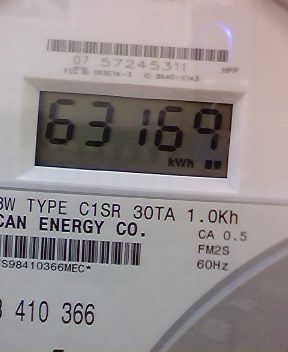 07 57245311
HPP
63169
kWh
3W TYPE C1SR 30TA 1.0Kh
CAN ENERGY CO.
CA 0.5
FM2S
60Hz
S98410366MEC*
410 366